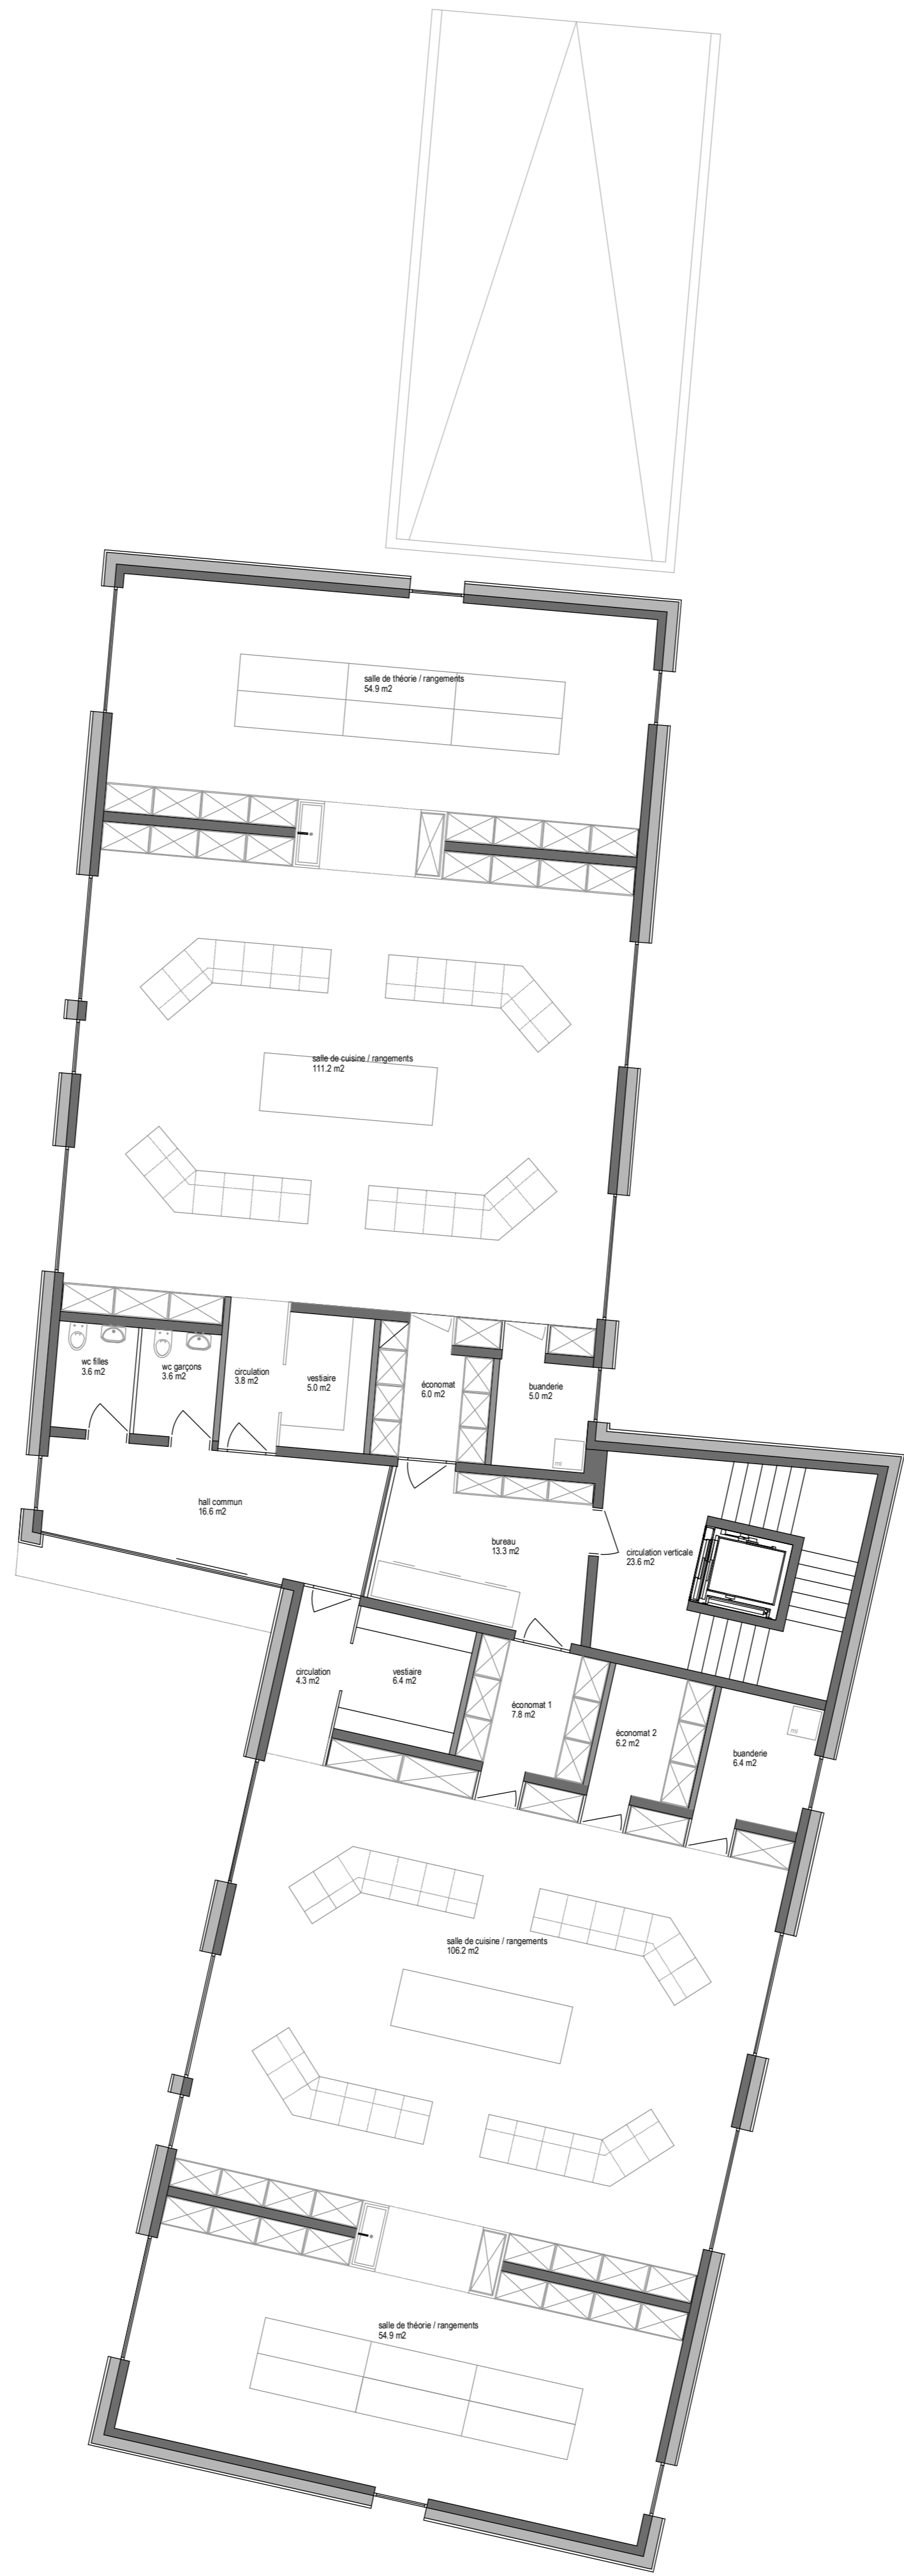 salle de théorie / rangements
54.9 m2
salle de cuisine / rangements
111.2 m2
wc filles
3.6 m2
wc garçons
3.6 m2
circulation
3.8 m2
vestiaire
5.0 m2
économat
6.0 m2
buanderie
5.0 m2
ml
hall commun
16.6 m2
bureau
13.3 m2
circulation verticale
23.6 m2
circulation
4.3 m2
vestiaire
6.4 m2
économat 1
7.8 m2
économat 2
6.2 m2
buanderie
6.4 m2
ml
salle de cuisine / rangements
106.2 m2
salle de théorie / rangements
54.9 m2